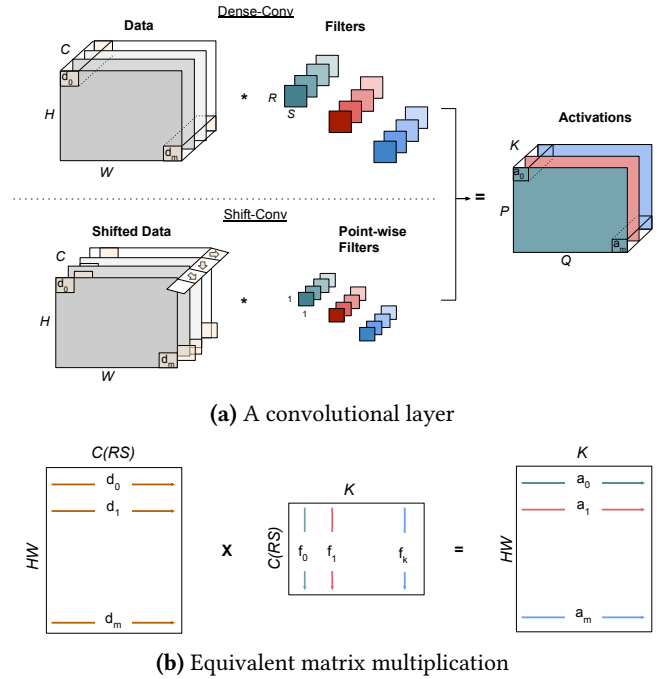 Dense-Conv
Data
Filters
C
d0
H
*
R
S
dm
W
Activations
K
a0
=
P
am
Q
Shift-Conv
Shifted Data
Point-wise
Filters
C
d0
H
*
1
1
dm
W
(a) A convolutional layer
C(RS)
K
d0
d1
HW
dm
X
K
C(RS)
f0 f1 fk
=
a0
a1
HW
am
(b) Equivalent matrix multiplication